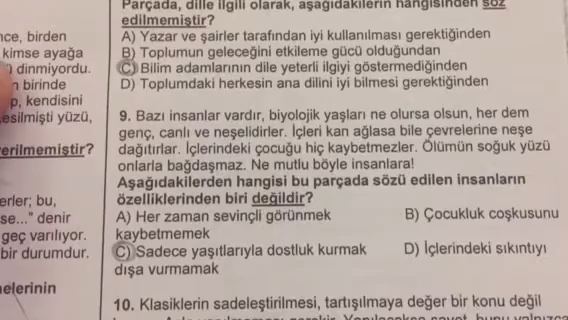 Parçada, dille ilgili olarak, aşağıdakilerin hangisinden söz
edilmemiştir?
A) Yazar ve şairler tarafından iyi kullanılması gerektiğinden
B) Toplumun geleceğini etkileme gücü olduğundan
C) Bilim adamlarının dile yeterli ilgiyi göstermediğinden
D) Toplumdaki herkesin ana dilini iyi bilmesi gerektiğinden
9. Bazı insanlar vardır, biyolojik yaşları ne olursa olsun, her dem
genç, canlı ve neşelidirler. İçleri kan ağlasa bile çevrelerine neşe
dağıtırlar. İçlerindeki çocuğu hiç kaybetmezler. Ölümün soğuk yüzü
onlarla bağdaşmaz. Ne mutlu böyle insanlara!
Aşağıdakilerden hangisi bu parçada sözü edilen insanların
özelliklerinden biri değildir?
A) Her zaman sevinçli görünmek B) Çocukluk coşkusunu
kaybetmemek
C) Sadece yaşıtlarıyla dostluk kurmak D) İçlerindeki sıkıntıyı
dışa vurmamak
10. Klasiklerin sadeleştirilmesi, tartışılmaya değer bir konu değil
nce, birden
kimse ayağa
dinmiyordu.
birinde
kendisini
esilmişti yüzü,
erilmemiştir?
erler; bu,
se..." denir
geç varılıyor.
bir durumdur.
elerinin